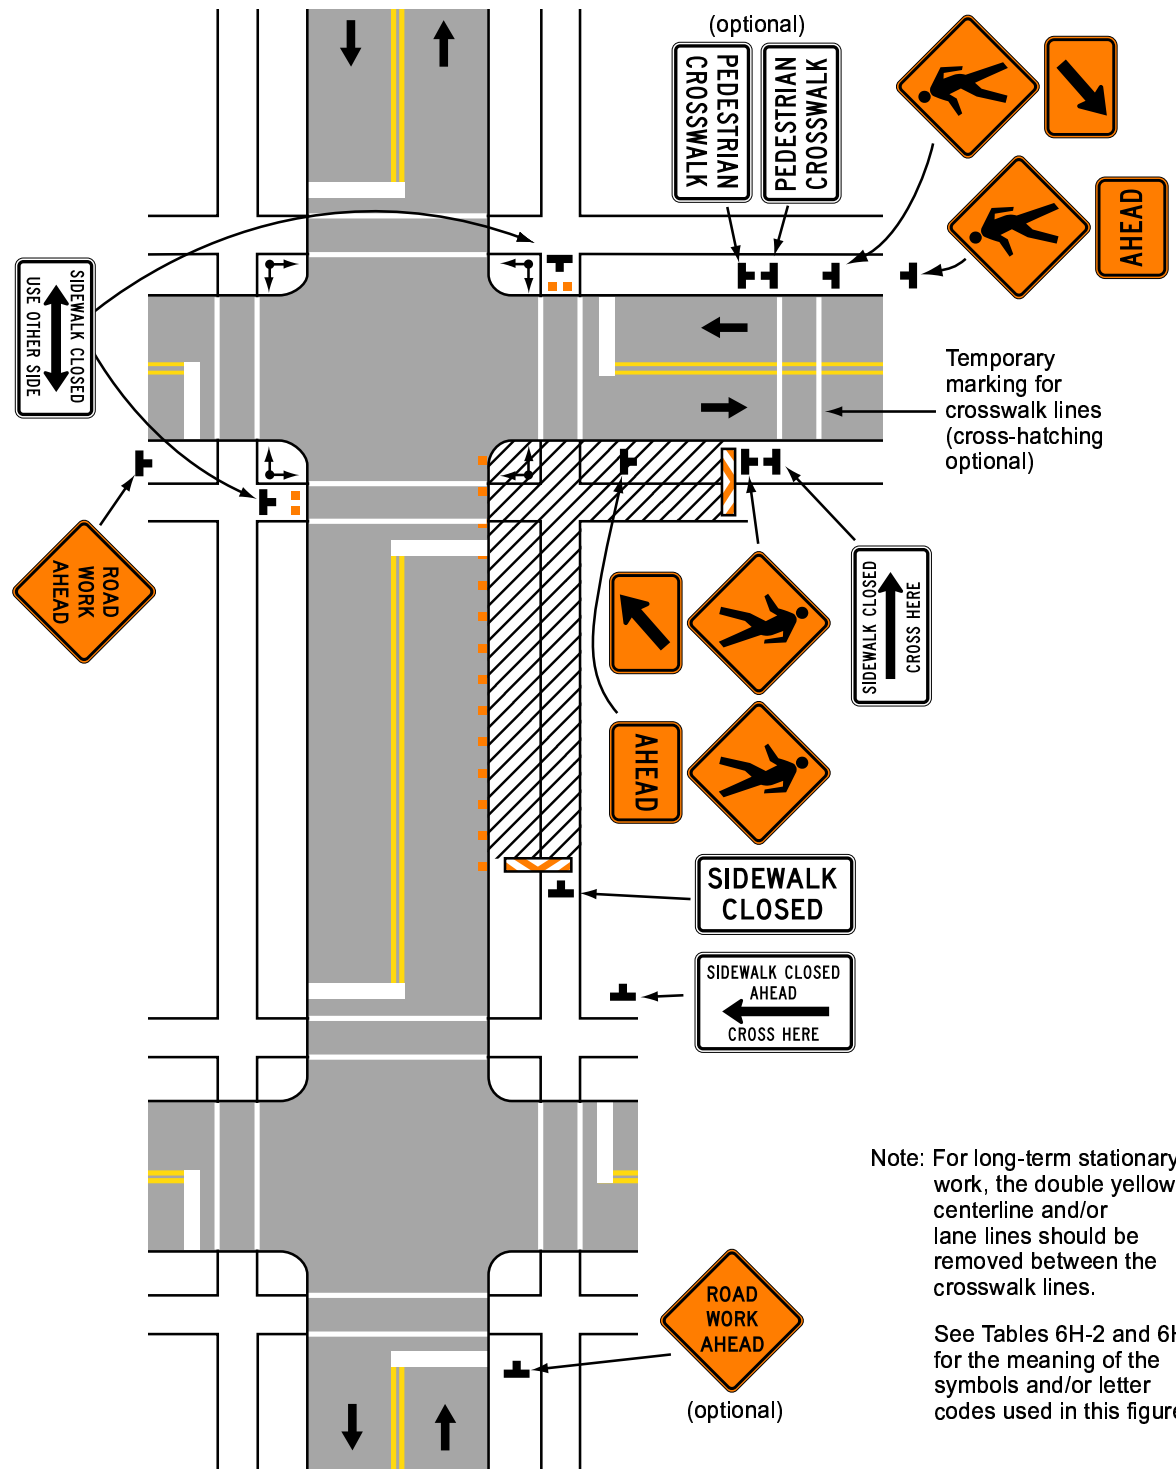 (optional)
PEDESTRIAN
CROSSWALK
PEDESTRIAN
CROSSWALK
AHEAD
SIDEWALK CLOSED
USE OTHER SIDE
Temporary
marking for
crosswalk lines
(cross-hatching
optional)
ROAD
WORK
AHEAD
SIDEWALK CLOSED
CROSS HERE
AHEAD
SIDEWALK
CLOSED
SIDEWALK CLOSED
AHEAD
CROSS HERE
Note: For long-term stationary
work, the double yellow
centerline and/or
lane lines should be
removed between the
crosswalk lines.
See Tables 6H-2 and 6H
for the meaning of the
symbols and/or letter
codes used in this figure
ROAD
WORK
AHEAD
(optional)